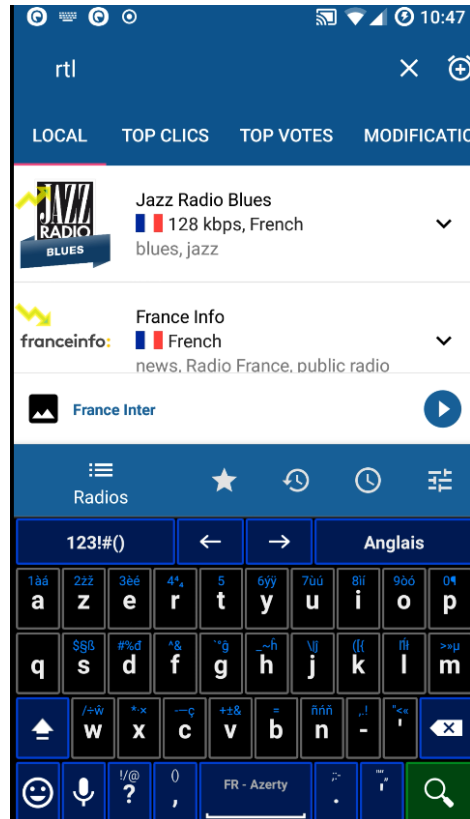 10:47
rtl
LOCAL TOP CLICS TOP VOTES MODIFICATIC
JAZZ
RADIO
BLUES
Jazz Radio Blues
128 kbps, French
blues, jazz
franceinfo:
France Info
French
news, Radio France, public radio
France Inter
Radios
123!#() ← → Anglais
a z e r t y u i o p
q s d f g h j k l m
w x c v b n - '
? , FR - Azerty .